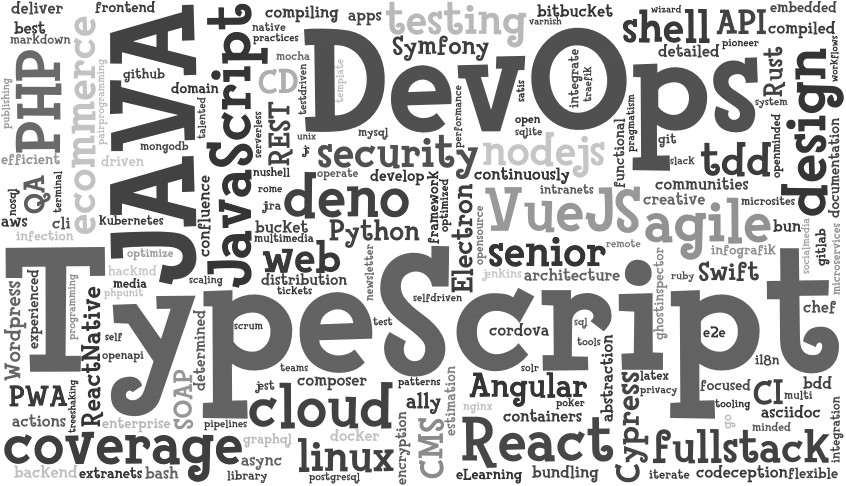 deliver
frontend
compiling
apps
testing
bitbucket
varnish
wizard
shell
API
embedded
compiled
best
markdown
PHP
ecommerce
JAVA
JavaScript
native
practices
DevOps
Symfony
detailed
pioneer
Rust
workflows
publishing
pairprogramming
github
domain
talented
mongodb
CD
mocha
testdriven
template
REST
serverless
unix
js
mysql
performance
satis
open
sqlite
integrate
traefik
functional
pragmatism
git
slack
system
tdd
openminded
design
documentation
efficient
driven
nosql
QA
terminal
aws
cli
kubernetes
infection
confluence
nushell
rome
jira
operate
security
develop
nodejs
continuously
communities
deno
bucket
multimedia
Python
framework
optimized
Electron
opensource
intranets
VueJS
creative
agile
microsites
bun
socialmedia
gitlab
microservices
optimize
hackmd
media
phpunit
scaling
web
distribution
tickets
newsletter
selfdriven
senior
remote
jenkins
architecture
ghostinspector
infografik
ruby
Swift
chef
TypeScript
Wordpress
experienced
programming
ReactNative
self
openapi
determined
scrum
test
cordova
sql
tools
e2e
i18n
PWA
treeshaking
actions
enterprise
SOAP
pipelines
teams
jest
composer
cloud
patterns
ally
estimation
solr
Angular
poker
nginx
containers
abstraction
latex
privacy
focused
tooling
CI
multi
bdd
asciidoc
go
minded
integration
coverage
graphql
docker
encryption
CMS
React
Cypress
fullstack
backend
extranets
bash
async
library
linux
postgresql
eLearning
bundling
iterate
codeception
flexible